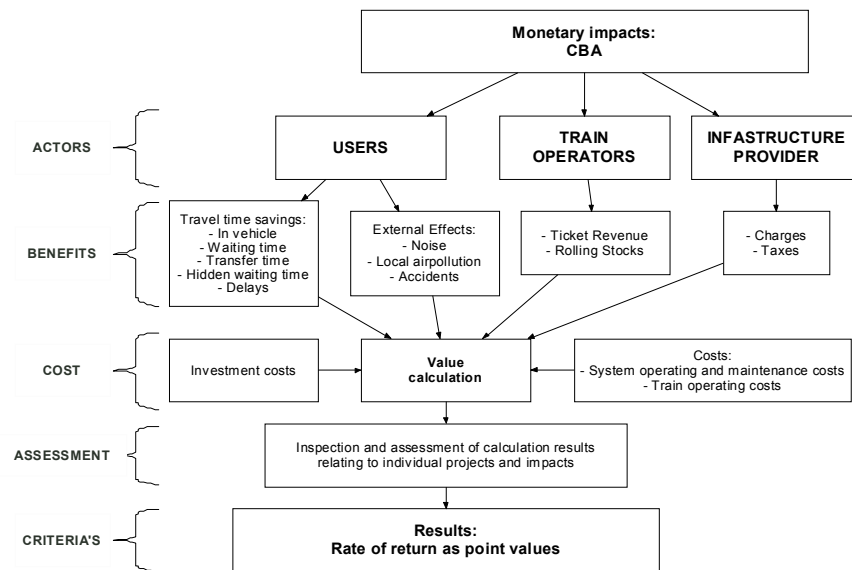 Monetary impacts:
CBA
ACTORS
USERS
TRAIN
OPERATORS
INFASTRUCTURE
PROVIDER
BENEFITS
Travel time savings:
- In vehicle
- Waiting time
- Transfer time
- Hidden waiting time
- Delays
External Effects:
- Noise
- Local airpollution
- Accidents
- Ticket Revenue
- Rolling Stocks
- Charges
- Taxes
COST
Investment costs
Value
calculation
Costs:
- System operating and maintenance costs
- Train operating costs
ASSESSMENT
Inspection and assessment of calculation results
relating to individual projects and impacts
CRITERIA'S
Results:
Rate of return as point values